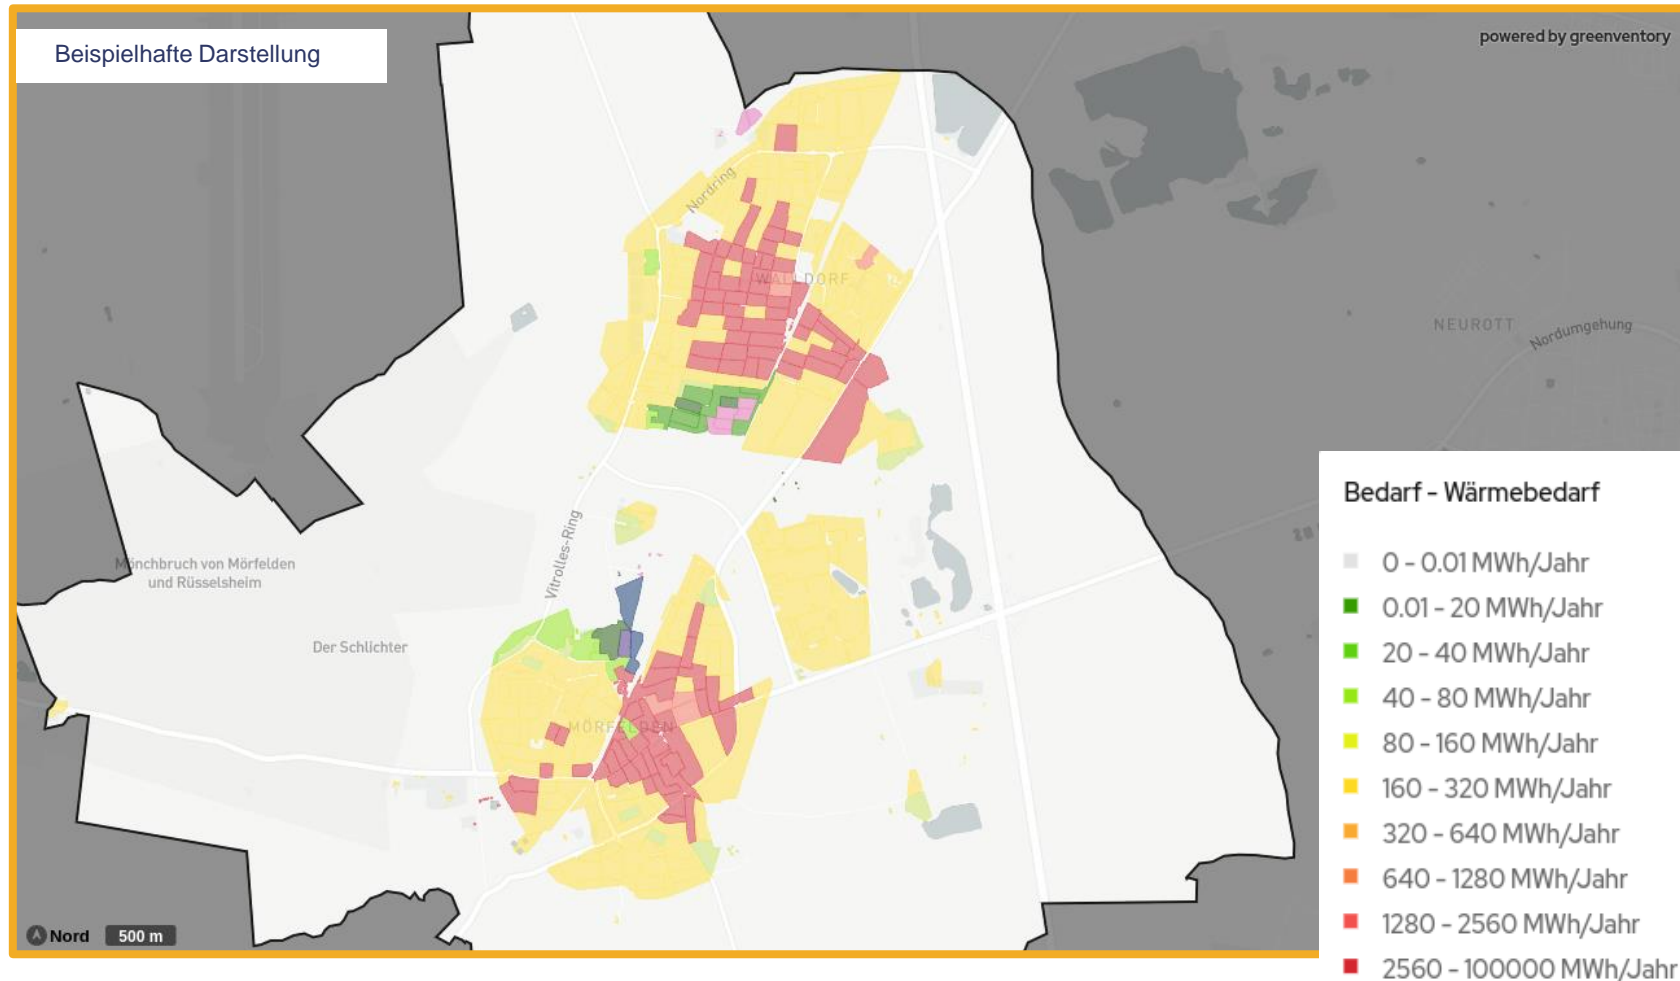 Beispielhafte Darstellung
powered by greenventory
Nordring
WALLDORF
NEUROTT
Nordumgehung
Vitrolles-Ring
Mönchbruch von Mörfelden
und Rüsselsheim
Der Schlichter
MÖRFELDEN
Nord
500 m
Bedarf - Wärmebedarf
0 - 0.01 MWh/Jahr
0.01 - 20 MWh/Jahr
20 - 40 MWh/Jahr
40 - 80 MWh/Jahr
80 - 160 MWh/Jahr
160 - 320 MWh/Jahr
320 - 640 MWh/Jahr
640 - 1280 MWh/Jahr
1280 - 2560 MWh/Jahr
2560 - 100000 MWh/Jahr